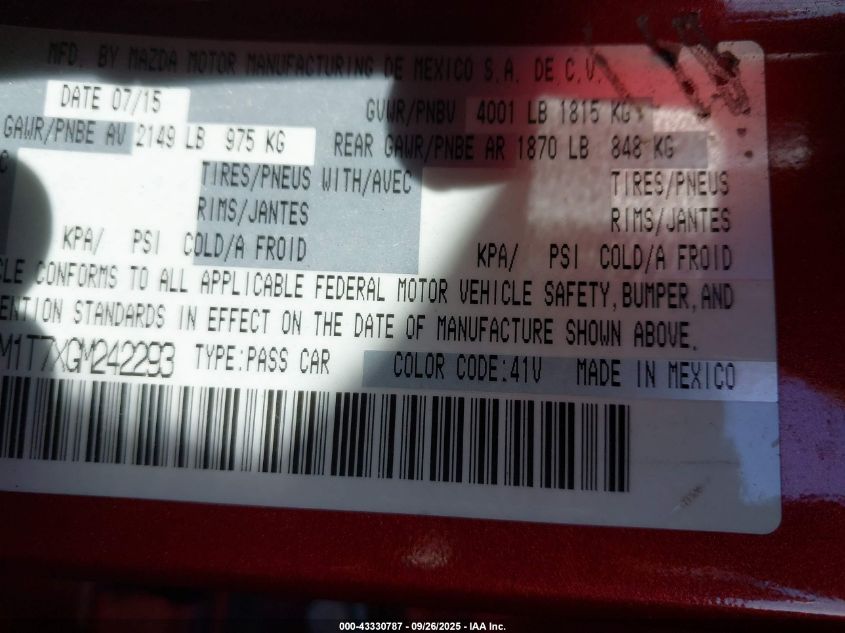 MFD. BY MAZDA MOTOR MANUFACTURING DE MEXICO S.A. DE C.V.
DATE 07/15 GVWR/PNBV 4001 LB 1815 KG
GAWR/PNBE AV 2149 LB 975 KG REAR GAWR/PNBE AR 1870 LB 848 KG
C TIRES/PNEUS WITH/AVEC TIRES/PNEUS
RIMS/JANTES RIMS/JANTES
KPA/ PSI COLD/A FROID KPA/ PSI COLD/A FROID
CLE CONFORMS TO ALL APPLICABLE FEDERAL MOTOR VEHICLE SAFETY, BUMPER, AND
ENTION STANDARDS IN EFFECT ON THE DATE OF MANUFACTURE SHOWN ABOVE.
M1T7XGM242293 TYPE:PASS CAR COLOR CODE:41V MADE IN MEXICO
000-43330787 - 09/26/2025 - IAA Inc.